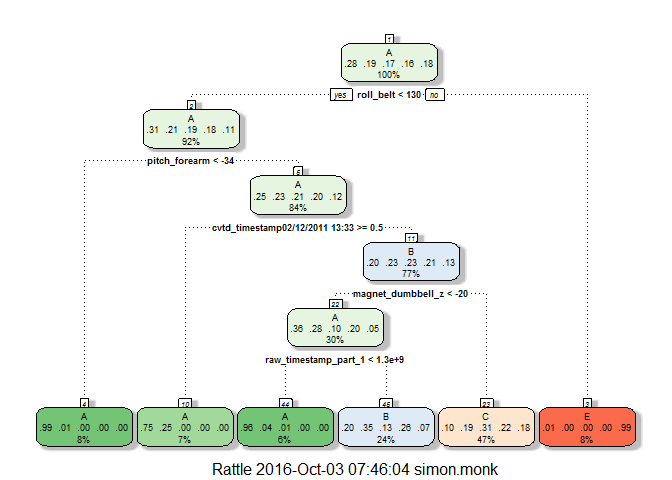 1
A
.28 .19 .17 .16 .18
100%
yes roll_belt < 130 no
2
A
.31 .21 .19 .18 .11
92%
pitch_forearm < -34
5
A
.25 .23 .21 .20 .12
84%
cvtd_timestamp02/12/2011 13:33 >= 0.5
11
B
.20 .23 .23 .21 .13
77%
magnet_dumbbell_z < -20
22
A
.36 .28 .10 .20 .05
30%
raw_timestamp_part_1 < 1.3e+9
4 10 44 45 23 3
A A A B C E
.99 .01 .00 .00 .00 .75 .25 .00 .00 .00 .96 .04 .01 .00 .00 .20 .35 .13 .26 .07 .10 .19 .31 .22 .18 .01 .00 .00 .00 .99
8% 7% 6% 24% 47% 8%
Rattle 2016-Oct-03 07:46:04 simon.monk